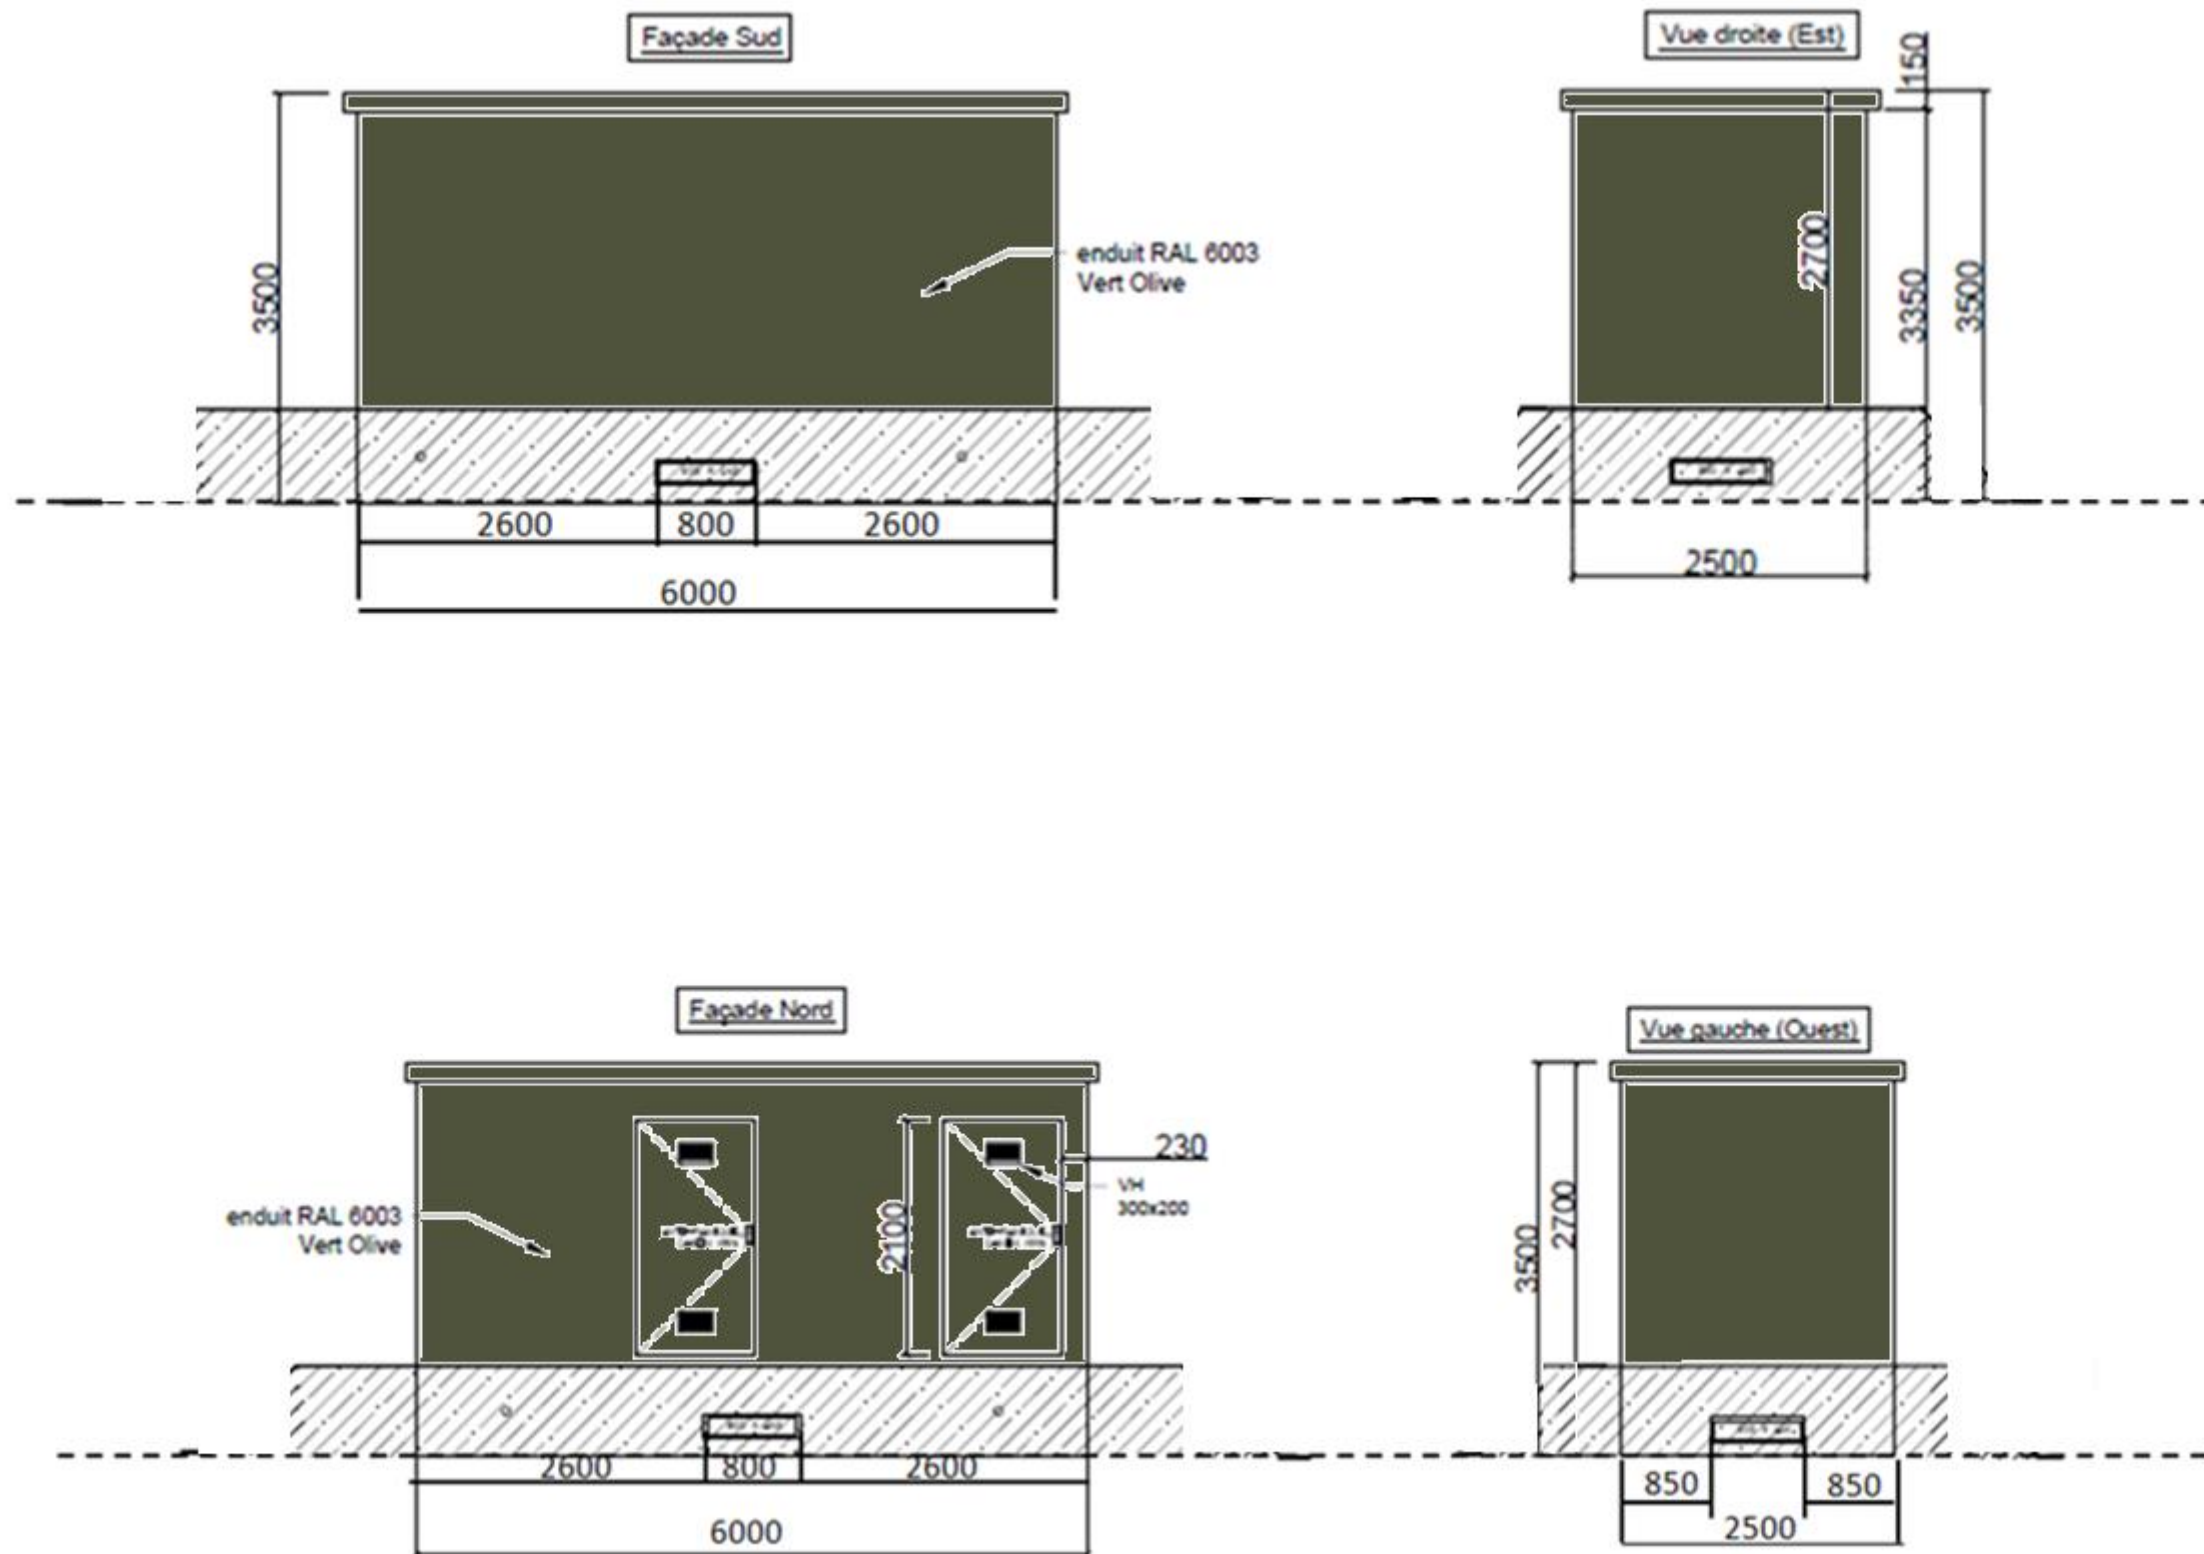 Façade Sud
Vue droite (Est)
150
3500
enduit RAL 6003
Vert Olive
2700
3350
3500
2600
800
2600
6000
2500
Façade Nord
Vue gauche (Ouest)
230
VH
300x200
enduit RAL 6003
Vert Olive
2100
3500
2700
2600
800
2600
6000
850
850
2500